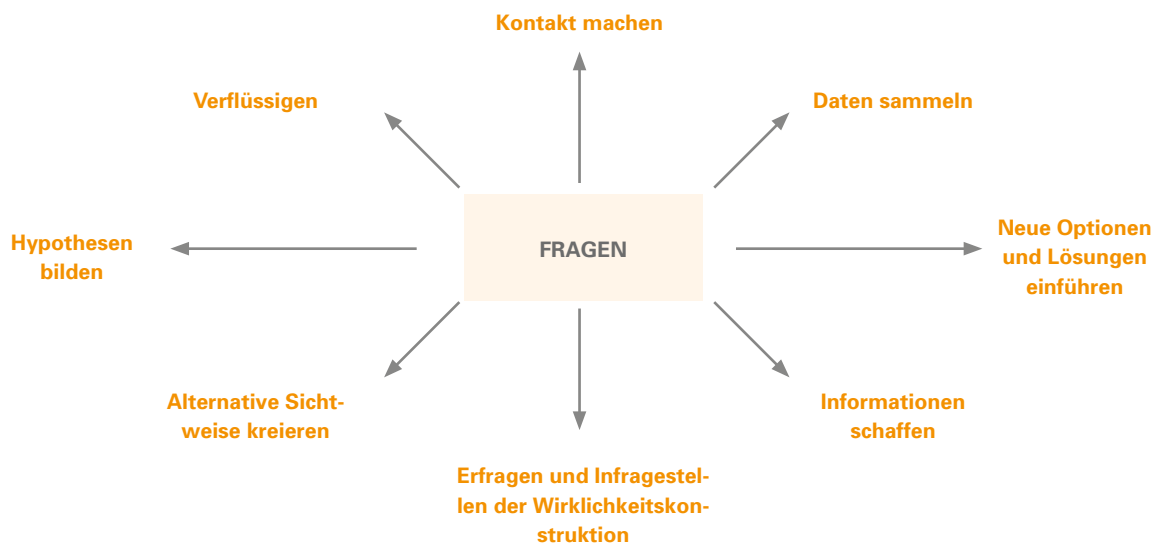 Kontakt machen
Verflüssigen
Daten sammeln
Hypothesen
bilden
FRAGEN
Neue Optionen
und Lösungen
einführen
Alternative Sicht-
weise kreieren
Informationen
schaffen
Erfragen und Infragestel-
len der Wirklichkeitskon-
struktion